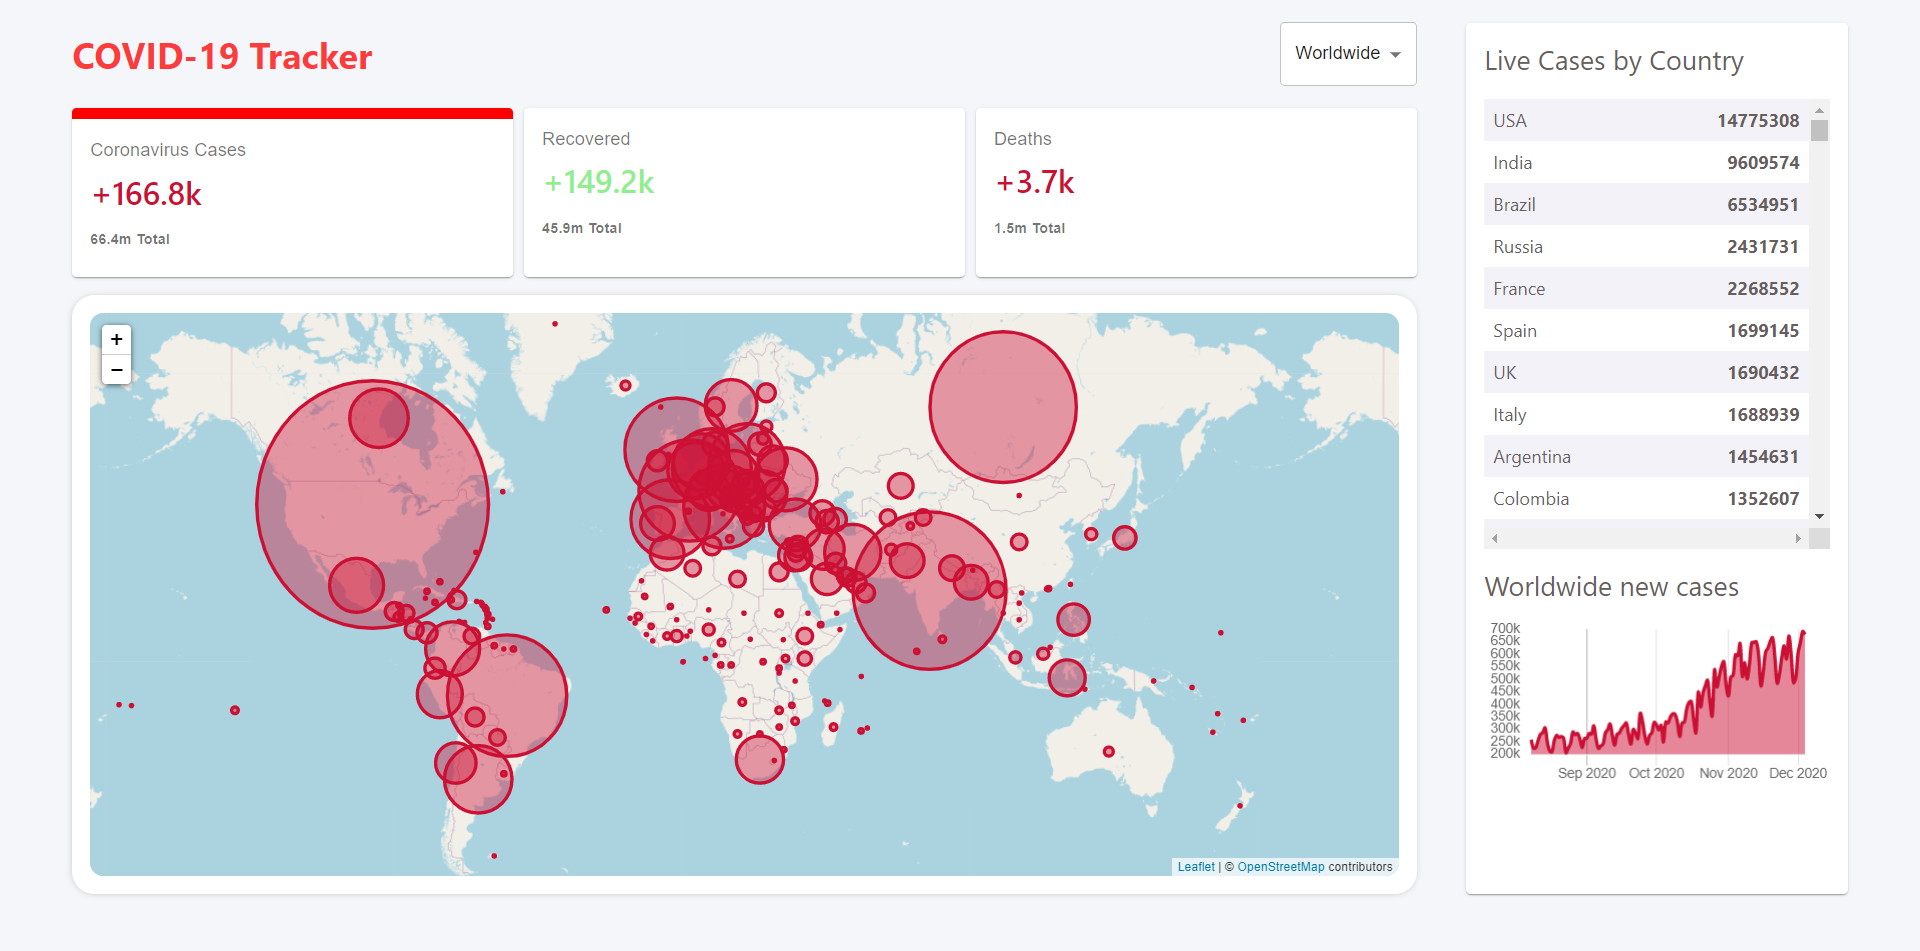 COVID-19 Tracker
Worldwide
Coronavirus Cases
+166.8k
66.4m Total
Recovered
+149.2k
45.9m Total
Deaths
+3.7k
1.5m Total
+
−
Leaflet | © OpenStreetMap contributors
Live Cases by Country
USA 14775308
India 9609574
Brazil 6534951
Russia 2431731
France 2268552
Spain 1699145
UK 1690432
Italy 1688939
Argentina 1454631
Colombia 1352607
Worldwide new cases
700k
650k
600k
550k
500k
450k
400k
350k
300k
250k
200k
Sep 2020 Oct 2020 Nov 2020 Dec 2020